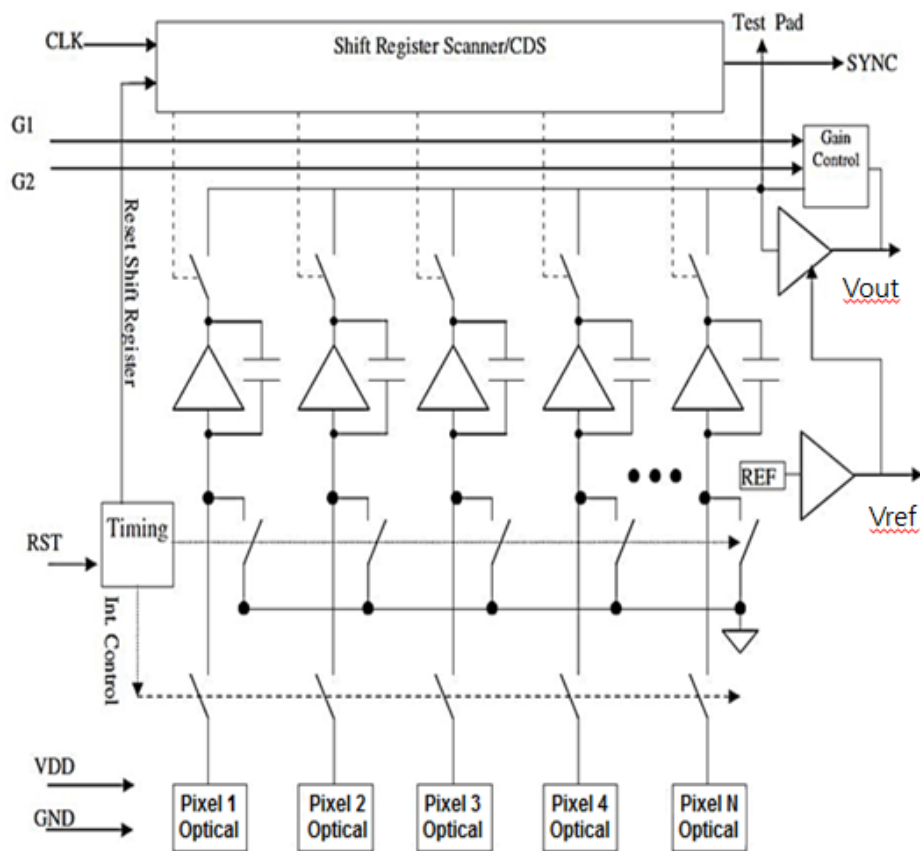 Test Pad
CLK
Shift Register Scanner/CDS
SYNC
G1
Gain
Control
G2
Reset Shift Register
Vout
REF
Vref
Timing
RST
Int. Control
VDD
GND
Pixel 1
Optical
Pixel 2
Optical
Pixel 3
Optical
Pixel 4
Optical
Pixel N
Optical